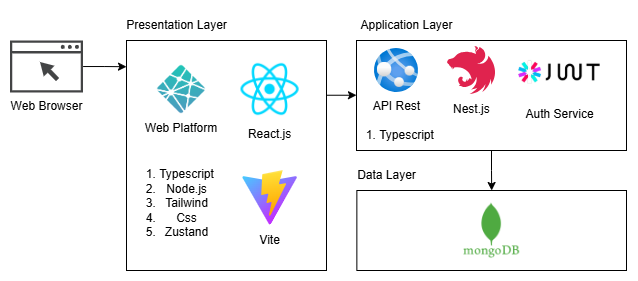 Presentation Layer
Application Layer
Web Browser
Web Platform
React.js
1. Typescript
2. Node.js
3. Tailwind
4. Css
5. Zustand
Vite
API Rest
Nest.js
JWT
Auth Service
1. Typescript
Data Layer
mongoDB